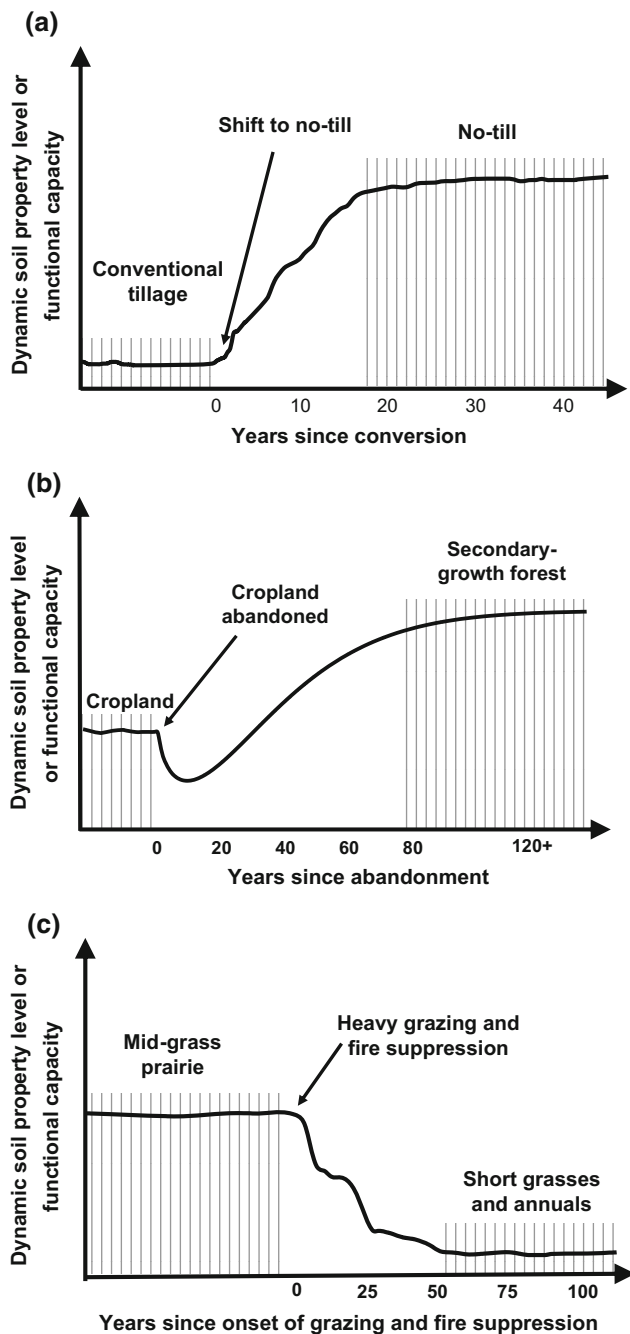 (a)
Dynamic soil property level or
functional capacity
Shift to no-till
No-till
Conventional
tillage
0 10 20 30 40
Years since conversion
(b)
Dynamic soil property level
or functional capacity
Secondary-
growth forest
Cropland
abandoned
Cropland
0 20 40 60 80 120+
Years since abandonment
(c)
Dynamic soil property level or
functional capacity
Heavy grazing and
fire suppression
Mid-grass
prairie
Short grasses
and annuals
0 25 50 75 100
Years since onset of grazing and fire suppression